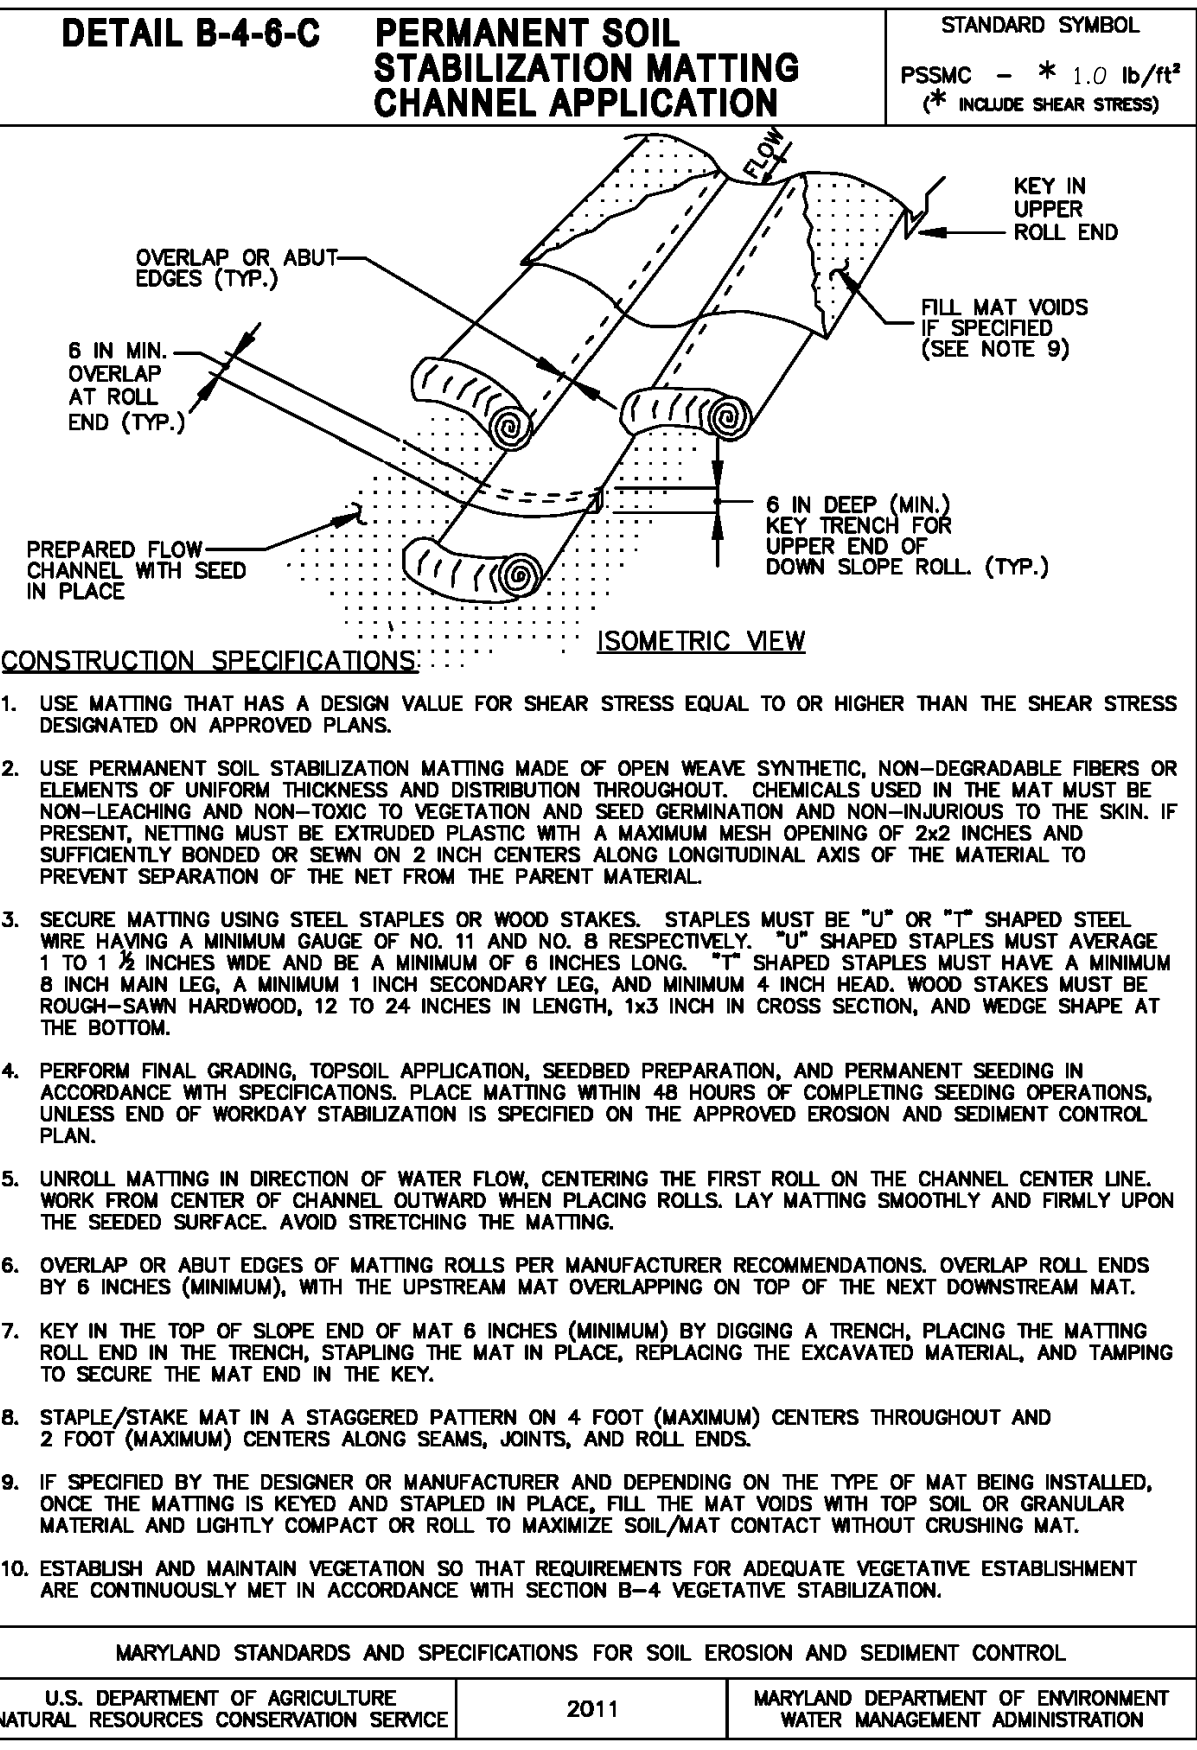 DETAIL B-4-6-C
PERMANENT SOIL
STABILIZATION MATTING
CHANNEL APPLICATION
STANDARD SYMBOL
PSSMC - * 1.0 lb/ft²
(* INCLUDE SHEAR STRESS)
FLOW
KEY IN
UPPER
ROLL END
OVERLAP OR ABUT
EDGES (TYP.)
FILL MAT VOIDS
IF SPECIFIED
(SEE NOTE 9)
6 IN MIN.
OVERLAP
AT ROLL
END (TYP.)
6 IN DEEP (MIN.)
KEY TRENCH FOR
UPPER END OF
DOWN SLOPE ROLL. (TYP.)
PREPARED FLOW
CHANNEL WITH SEED
IN PLACE
ISOMETRIC VIEW
CONSTRUCTION SPECIFICATIONS
1. USE MATTING THAT HAS A DESIGN VALUE FOR SHEAR STRESS EQUAL TO OR HIGHER THAN THE SHEAR STRESS
DESIGNATED ON APPROVED PLANS.
2. USE PERMANENT SOIL STABILIZATION MATTING MADE OF OPEN WEAVE SYNTHETIC, NON-DEGRADABLE FIBERS OR
ELEMENTS OF UNIFORM THICKNESS AND DISTRIBUTION THROUGHOUT. CHEMICALS USED IN THE MAT MUST BE
NON-LEACHING AND NON-TOXIC TO VEGETATION AND SEED GERMINATION AND NON-INJURIOUS TO THE SKIN. IF
PRESENT, NETTING MUST BE EXTRUDED PLASTIC WITH A MAXIMUM MESH OPENING OF 2x2 INCHES AND
SUFFICIENTLY BONDED OR SEWN ON 2 INCH CENTERS ALONG LONGITUDINAL AXIS OF THE MATERIAL TO
PREVENT SEPARATION OF THE NET FROM THE PARENT MATERIAL.
3. SECURE MATTING USING STEEL STAPLES OR WOOD STAKES. STAPLES MUST BE "U" OR "T" SHAPED STEEL
WIRE HAVING A MINIMUM GAUGE OF NO. 11 AND NO. 8 RESPECTIVELY. "U" SHAPED STAPLES MUST AVERAGE
1 TO 1 ½ INCHES WIDE AND BE A MINIMUM OF 6 INCHES LONG. "T" SHAPED STAPLES MUST HAVE A MINIMUM
8 INCH MAIN LEG, A MINIMUM 1 INCH SECONDARY LEG, AND MINIMUM 4 INCH HEAD. WOOD STAKES MUST BE
ROUGH-SAWN HARDWOOD, 12 TO 24 INCHES IN LENGTH, 1x3 INCH IN CROSS SECTION, AND WEDGE SHAPE AT
THE BOTTOM.
4. PERFORM FINAL GRADING, TOPSOIL APPLICATION, SEEDBED PREPARATION, AND PERMANENT SEEDING IN
ACCORDANCE WITH SPECIFICATIONS. PLACE MATTING WITHIN 48 HOURS OF COMPLETING SEEDING OPERATIONS,
UNLESS END OF WORKDAY STABILIZATION IS SPECIFIED ON THE APPROVED EROSION AND SEDIMENT CONTROL
PLAN.
5. UNROLL MATTING IN DIRECTION OF WATER FLOW, CENTERING THE FIRST ROLL ON THE CHANNEL CENTER LINE.
WORK FROM CENTER OF CHANNEL OUTWARD WHEN PLACING ROLLS. LAY MATTING SMOOTHLY AND FIRMLY UPON
THE SEEDED SURFACE. AVOID STRETCHING THE MATTING.
6. OVERLAP OR ABUT EDGES OF MATTING ROLLS PER MANUFACTURER RECOMMENDATIONS. OVERLAP ROLL ENDS
BY 6 INCHES (MINIMUM), WITH THE UPSTREAM MAT OVERLAPPING ON TOP OF THE NEXT DOWNSTREAM MAT.
7. KEY IN THE TOP OF SLOPE END OF MAT 6 INCHES (MINIMUM) BY DIGGING A TRENCH, PLACING THE MATTING
ROLL END IN THE TRENCH, STAPLING THE MAT IN PLACE, REPLACING THE EXCAVATED MATERIAL, AND TAMPING
TO SECURE THE MAT END IN THE KEY.
8. STAPLE/STAKE MAT IN A STAGGERED PATTERN ON 4 FOOT (MAXIMUM) CENTERS THROUGHOUT AND
2 FOOT (MAXIMUM) CENTERS ALONG SEAMS, JOINTS, AND ROLL ENDS.
9. IF SPECIFIED BY THE DESIGNER OR MANUFACTURER AND DEPENDING ON THE TYPE OF MAT BEING INSTALLED,
ONCE THE MATTING IS KEYED AND STAPLED IN PLACE, FILL THE MAT VOIDS WITH TOP SOIL OR GRANULAR
MATERIAL AND LIGHTLY COMPACT OR ROLL TO MAXIMIZE SOIL/MAT CONTACT WITHOUT CRUSHING MAT.
10. ESTABLISH AND MAINTAIN VEGETATION SO THAT REQUIREMENTS FOR ADEQUATE VEGETATIVE ESTABLISHMENT
ARE CONTINUOUSLY MET IN ACCORDANCE WITH SECTION B-4 VEGETATIVE STABILIZATION.
MARYLAND STANDARDS AND SPECIFICATIONS FOR SOIL EROSION AND SEDIMENT CONTROL
U.S. DEPARTMENT OF AGRICULTURE
NATURAL RESOURCES CONSERVATION SERVICE
2011
MARYLAND DEPARTMENT OF ENVIRONMENT
WATER MANAGEMENT ADMINISTRATION